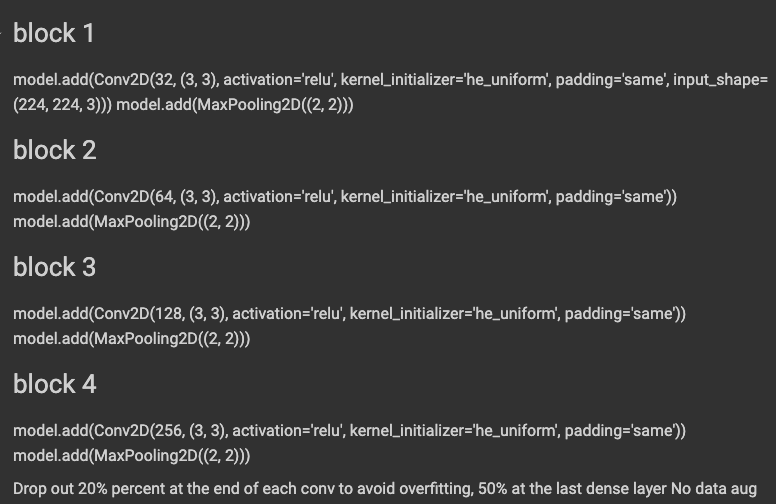 block 1
model.add(Conv2D(32, (3, 3), activation='relu', kernel_initializer='he_uniform', padding='same', input_shape=
(224, 224, 3))) model.add(MaxPooling2D((2, 2)))
block 2
model.add(Conv2D(64, (3, 3), activation='relu', kernel_initializer='he_uniform', padding='same'))
model.add(MaxPooling2D((2, 2)))
block 3
model.add(Conv2D(128, (3, 3), activation='relu', kernel_initializer='he_uniform', padding='same'))
model.add(MaxPooling2D((2, 2)))
block 4
model.add(Conv2D(256, (3, 3), activation='relu', kernel_initializer='he_uniform', padding='same'))
model.add(MaxPooling2D((2, 2)))
Drop out 20% percent at the end of each conv to avoid overfitting, 50% at the last dense layer No data aug